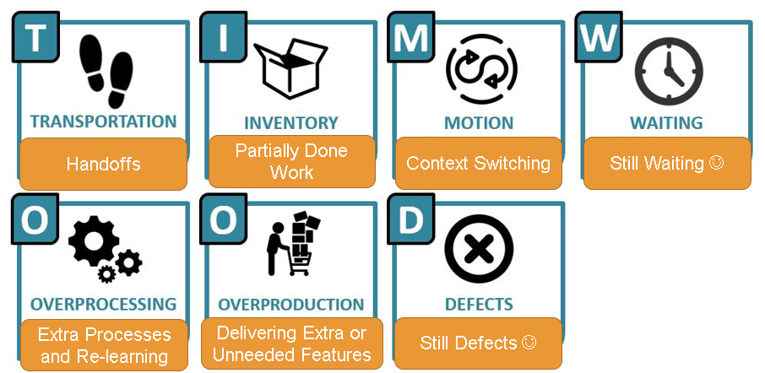 T
I
M
W
TRANSPORTATION
INVENTORY
MOTION
WAITING
Handoffs
Partially Done
Work
Context Switching
Still Waiting ☺
O
O
D
OVERPROCESSING
OVERPRODUCTION
DEFECTS
Extra Processes
and Re-learning
Delivering Extra or
Unneeded Features
Still Defects ☺